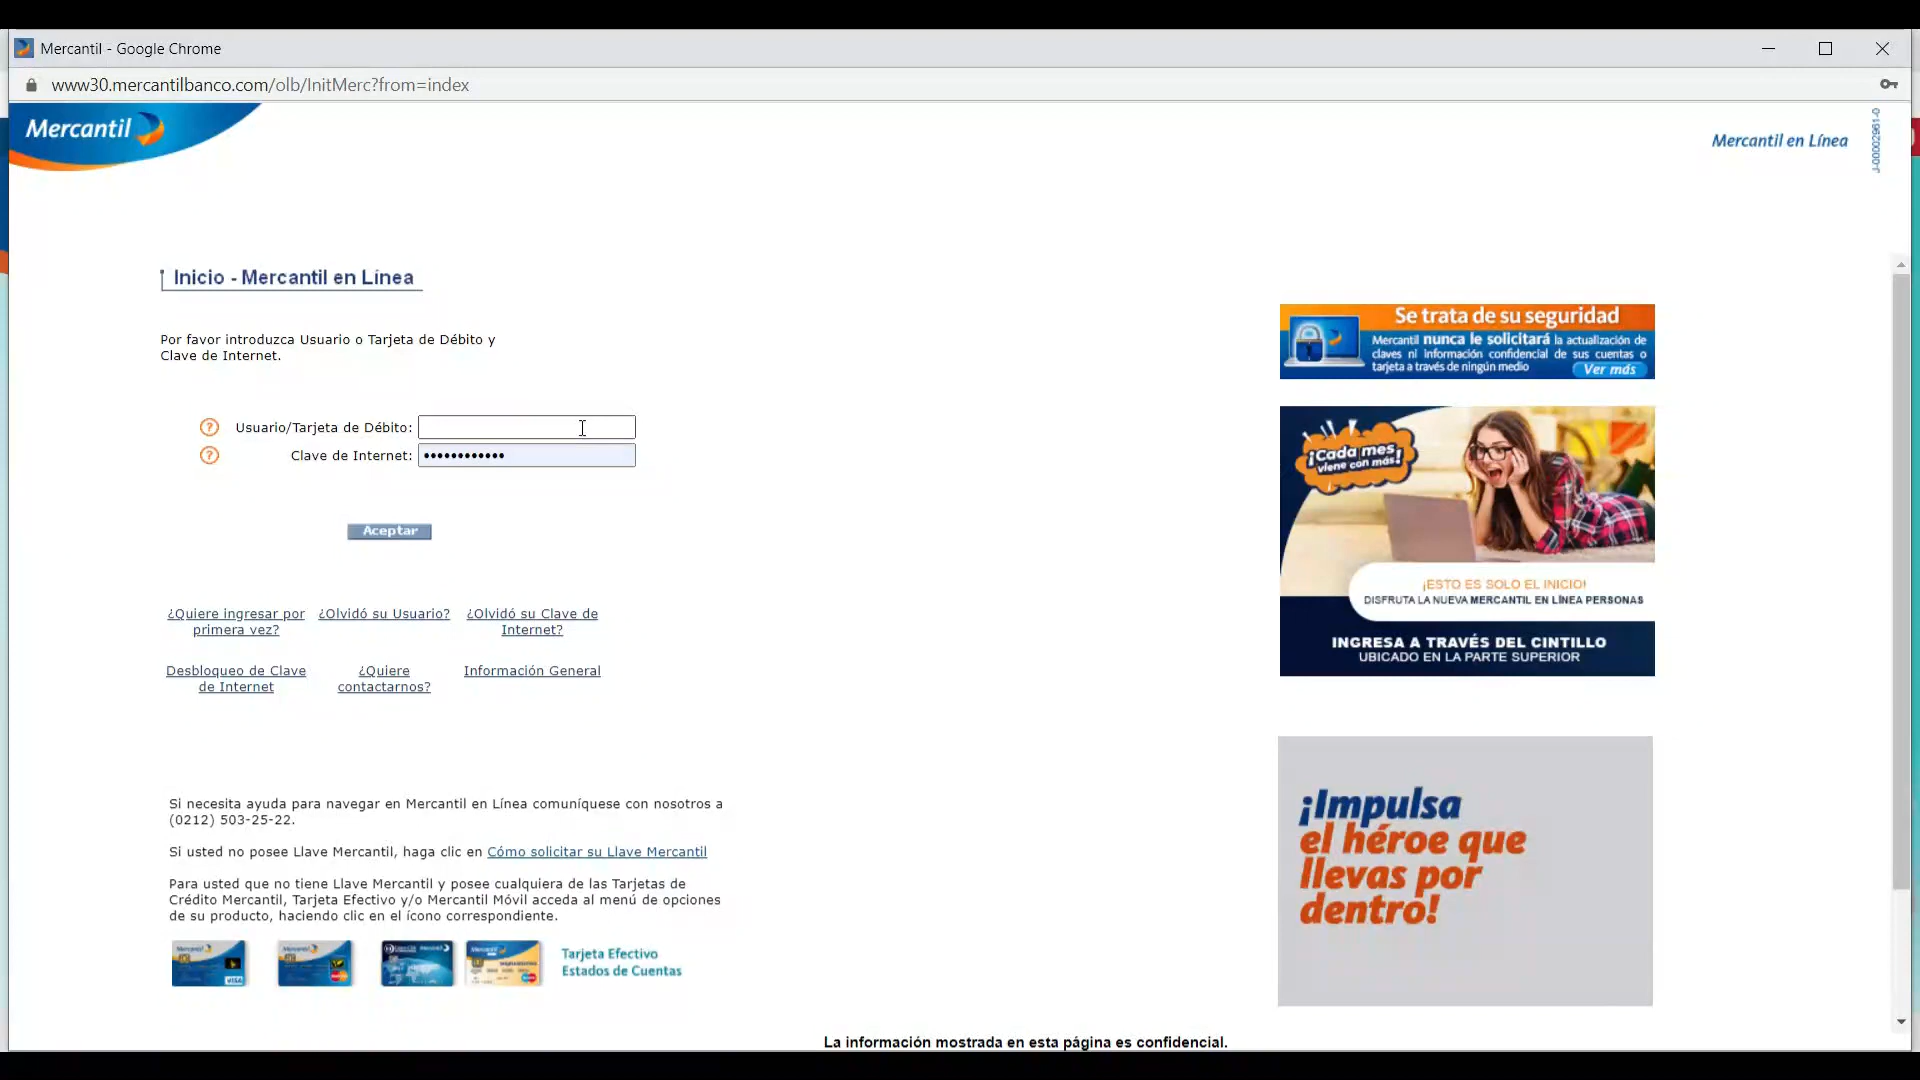 Mercantil - Google Chrome
www30.mercantilbanco.com/olb/InitMerc?from=index
Mercantil
Mercantil en Línea
J-00002961-0
Inicio - Mercantil en Línea
Por favor introduzca Usuario o Tarjeta de Débito y
Clave de Internet.
? Usuario/Tarjeta de Débito:
? Clave de Internet: ••••••••••••
Aceptar
¿Quiere ingresar por
primera vez?
¿Olvidó su Usuario?
¿Olvidó su Clave de
Internet?
Desbloqueo de Clave
de Internet
¿Quiere
contactarnos?
Información General
Si necesita ayuda para navegar en Mercantil en Línea comuníquese con nosotros a
(0212) 503-25-22.
Si usted no posee Llave Mercantil, haga clic en Cómo solicitar su Llave Mercantil
Para usted que no tiene Llave Mercantil y posee cualquiera de las Tarjetas de
Crédito Mercantil, Tarjeta Efectivo y/o Mercantil Móvil acceda al menú de opciones
de su producto, haciendo clic en el ícono correspondiente.
Mercantil
VISA
Mercantil
Mercantil
Tarjeta Efectivo
Estados de Cuentas
Se trata de su seguridad
Mercantil nunca le solicitará la actualización de
claves ni información confidencial de sus cuentas o
tarjeta a través de ningún medio
Ver más
¡Cada mes
viene con más!
¡ESTO ES SOLO EL INICIO!
DISFRUTA LA NUEVA MERCANTIL EN LÍNEA PERSONAS
INGRESA A TRAVÉS DEL CINTILLO
UBICADO EN LA PARTE SUPERIOR
¡Impulsa
el héroe que
llevas por
dentro!
La información mostrada en esta página es confidencial.